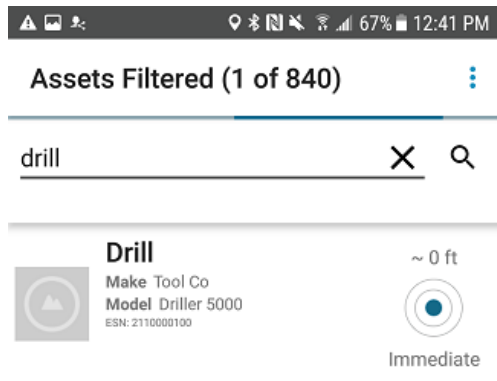 67% 12:41 PM
Assets Filtered (1 of 840)
drill
Drill
Make Tool Co
Model Driller 5000
ESN: 2110000100
~ 0 ft
Immediate